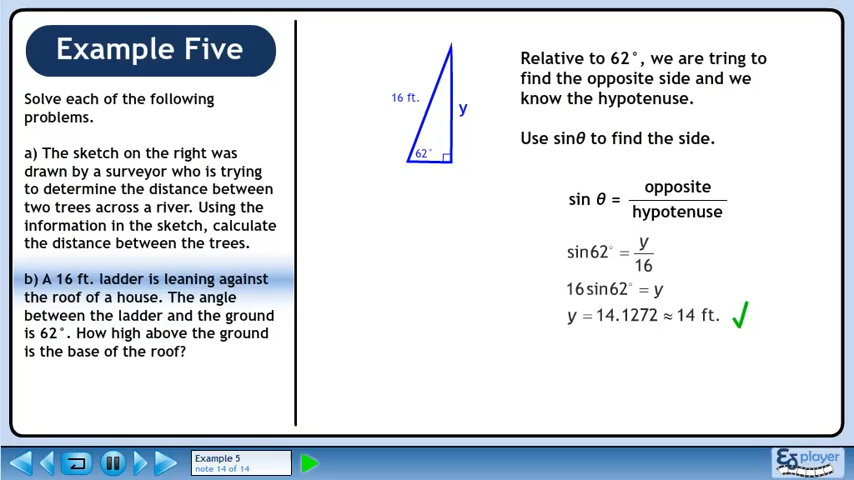 Example Five
Solve each of the following
problems.
a) The sketch on the right was
drawn by a surveyor who is trying
to determine the distance between
two trees across a river. Using the
information in the sketch, calculate
the distance between the trees.
b) A 16 ft. ladder is leaning against
the roof of a house. The angle
between the ladder and the ground
is 62°. How high above the ground
is the base of the roof?
16 ft.
y
62°
Relative to 62°, we are tring to
find the opposite side and we
know the hypotenuse.
Use sinθ to find the side.
sin θ = opposite / hypotenuse
sin62° = y / 16
16sin62° = y
y = 14.1272 ≈ 14 ft.
Example 5
note 14 of 14
player